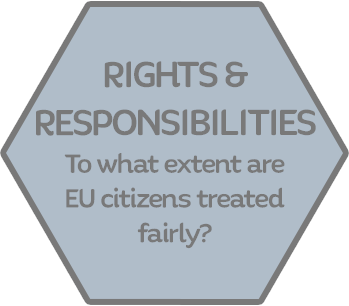 RIGHTS &
RESPONSIBILITIES
To what extent are
EU citizens treated
fairly?